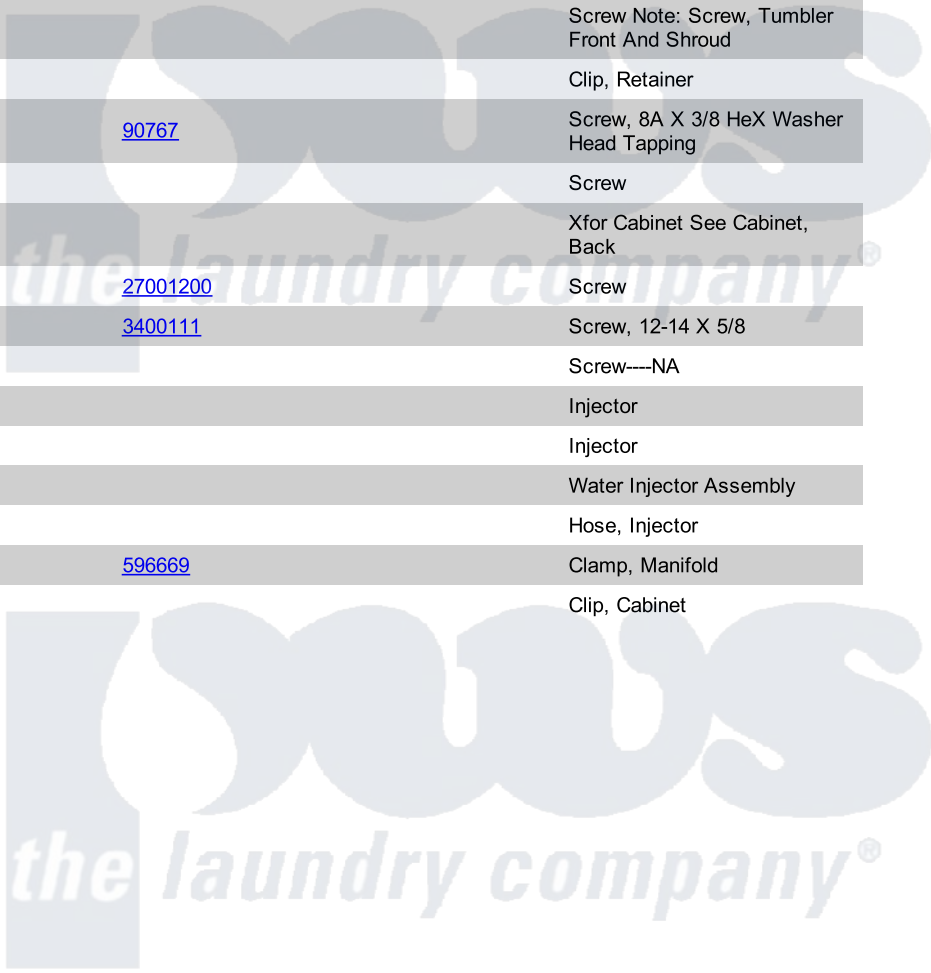 Screw Note: Screw, Tumbler
Front And Shroud
Clip, Retainer
90767
Screw, 8A X 3/8 HeX Washer
Head Tapping
Screw
Xfor Cabinet See Cabinet,
Back
27001200 Screw
3400111 Screw, 12-14 X 5/8
Screw----NA
Injector
Injector
Water Injector Assembly
Hose, Injector
596669 Clamp, Manifold
Clip, Cabinet
pws
the laundry company®
pws
the laundry company®